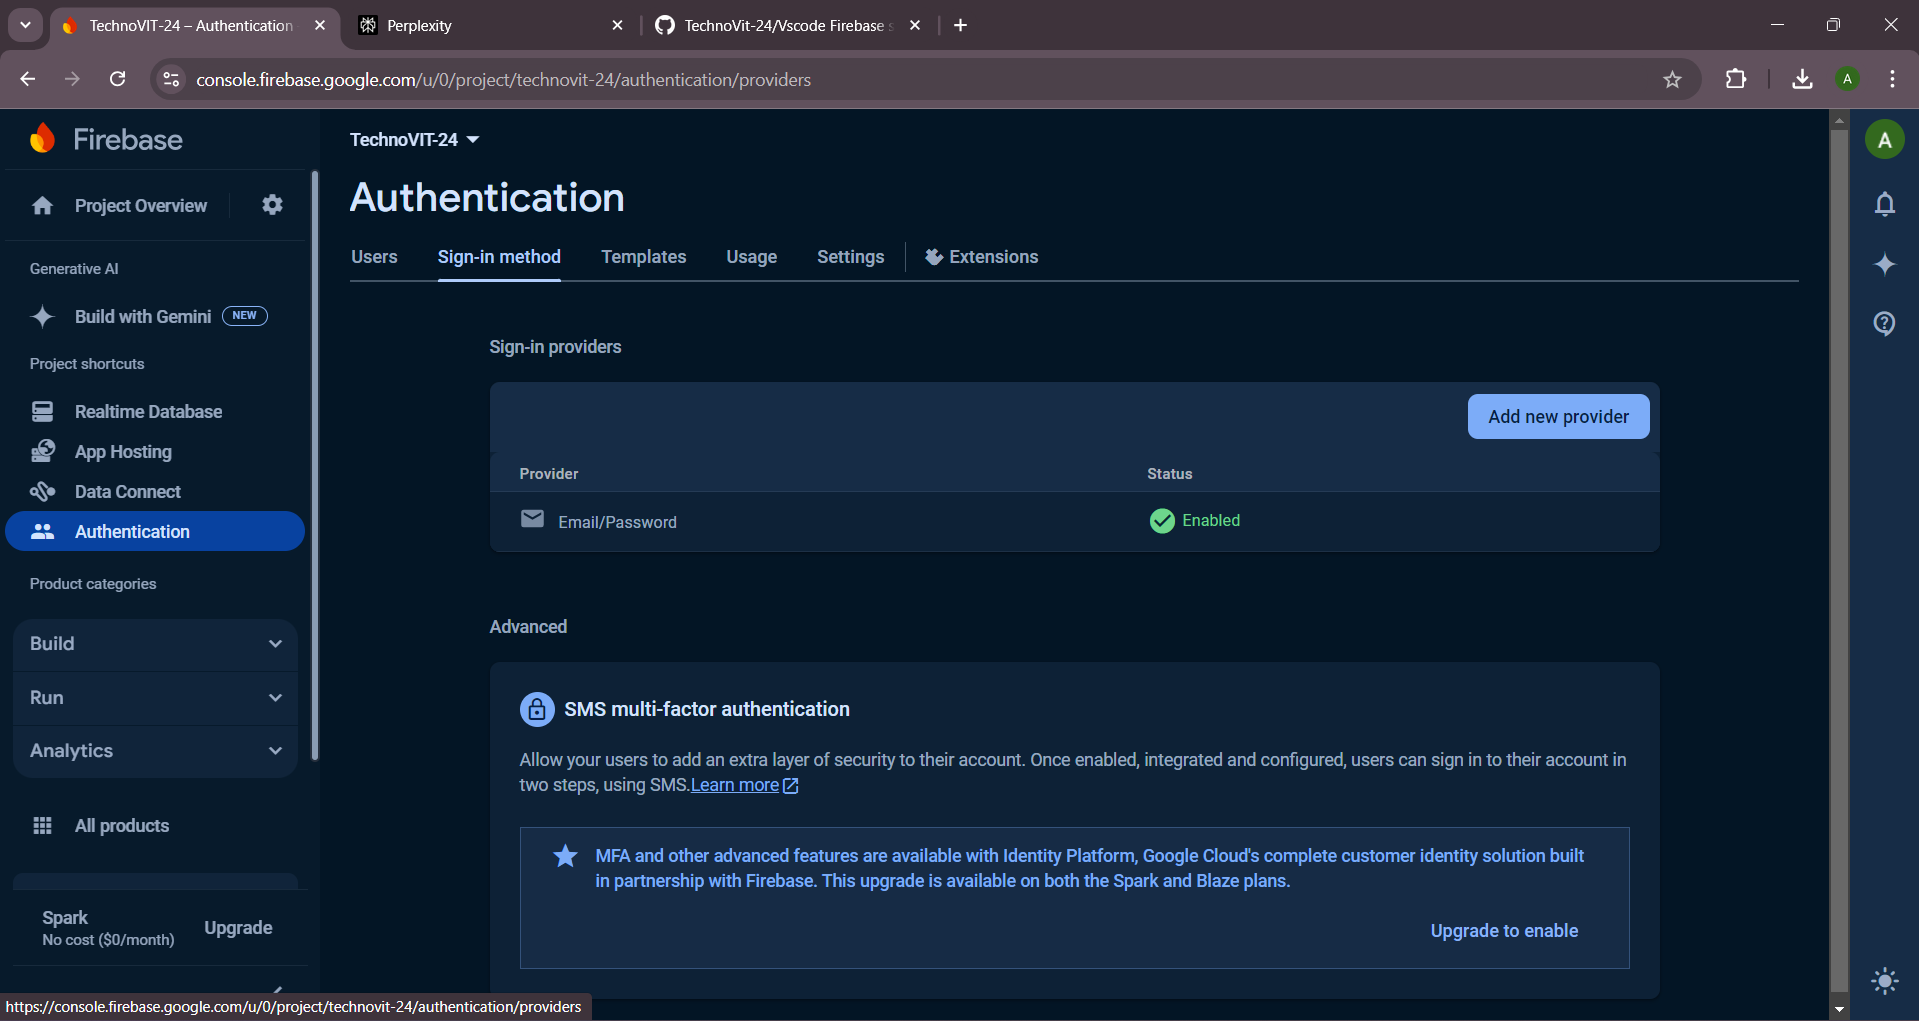 TechnoVIT-24 – Authentication
Perplexity
TechnoVit-24/Vscode Firebase s
console.firebase.google.com/u/0/project/technovit-24/authentication/providers
A
Firebase
Project Overview
Generative AI
Build with Gemini NEW
Project shortcuts
Realtime Database
App Hosting
Data Connect
Authentication
Product categories
Build
Run
Analytics
All products
Spark
No cost ($0/month)
Upgrade
https://console.firebase.google.com/u/0/project/technovit-24/authentication/providers
TechnoVIT-24
Authentication
Users Sign-in method Templates Usage Settings Extensions
Sign-in providers
Add new provider
Provider Status
Email/Password Enabled
Advanced
SMS multi-factor authentication
Allow your users to add an extra layer of security to their account. Once enabled, integrated and configured, users can sign in to their account in
two steps, using SMS.Learn more
MFA and other advanced features are available with Identity Platform, Google Cloud's complete customer identity solution built
in partnership with Firebase. This upgrade is available on both the Spark and Blaze plans.
Upgrade to enable
A